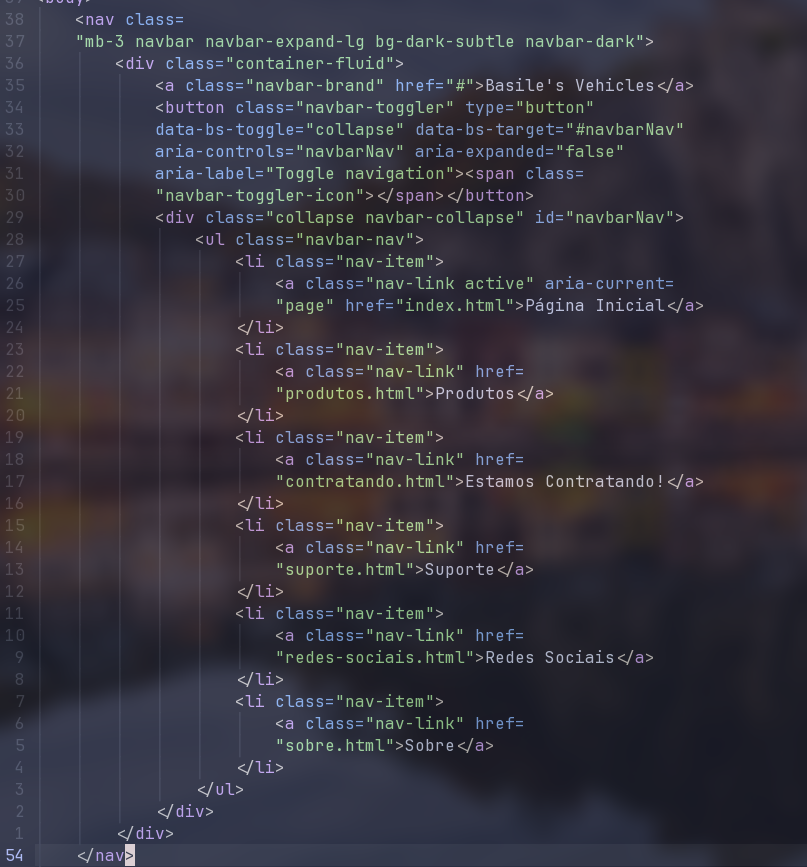 39 <body>
38 <nav class=
37 "mb-3 navbar navbar-expand-lg bg-dark-subtle navbar-dark">
36 <div class="container-fluid">
35 <a class="navbar-brand" href="#">Basile's Vehicles</a>
34 <button class="navbar-toggler" type="button"
33 data-bs-toggle="collapse" data-bs-target="#navbarNav"
32 aria-controls="navbarNav" aria-expanded="false"
31 aria-label="Toggle navigation"><span class=
30 "navbar-toggler-icon"></span></button>
29 <div class="collapse navbar-collapse" id="navbarNav">
28 <ul class="navbar-nav">
27 <li class="nav-item">
26 <a class="nav-link active" aria-current=
25 "page" href="index.html">Página Inicial</a>
24 </li>
23 <li class="nav-item">
22 <a class="nav-link" href=
21 "produtos.html">Produtos</a>
20 </li>
19 <li class="nav-item">
18 <a class="nav-link" href=
17 "contratando.html">Estamos Contratando!</a>
16 </li>
15 <li class="nav-item">
14 <a class="nav-link" href=
13 "suporte.html">Suporte</a>
12 </li>
11 <li class="nav-item">
10 <a class="nav-link" href=
9 "redes-sociais.html">Redes Sociais</a>
8 </li>
7 <li class="nav-item">
6 <a class="nav-link" href=
5 "sobre.html">Sobre</a>
4 </li>
3 </ul>
2 </div>
1 </div>
54 </nav>